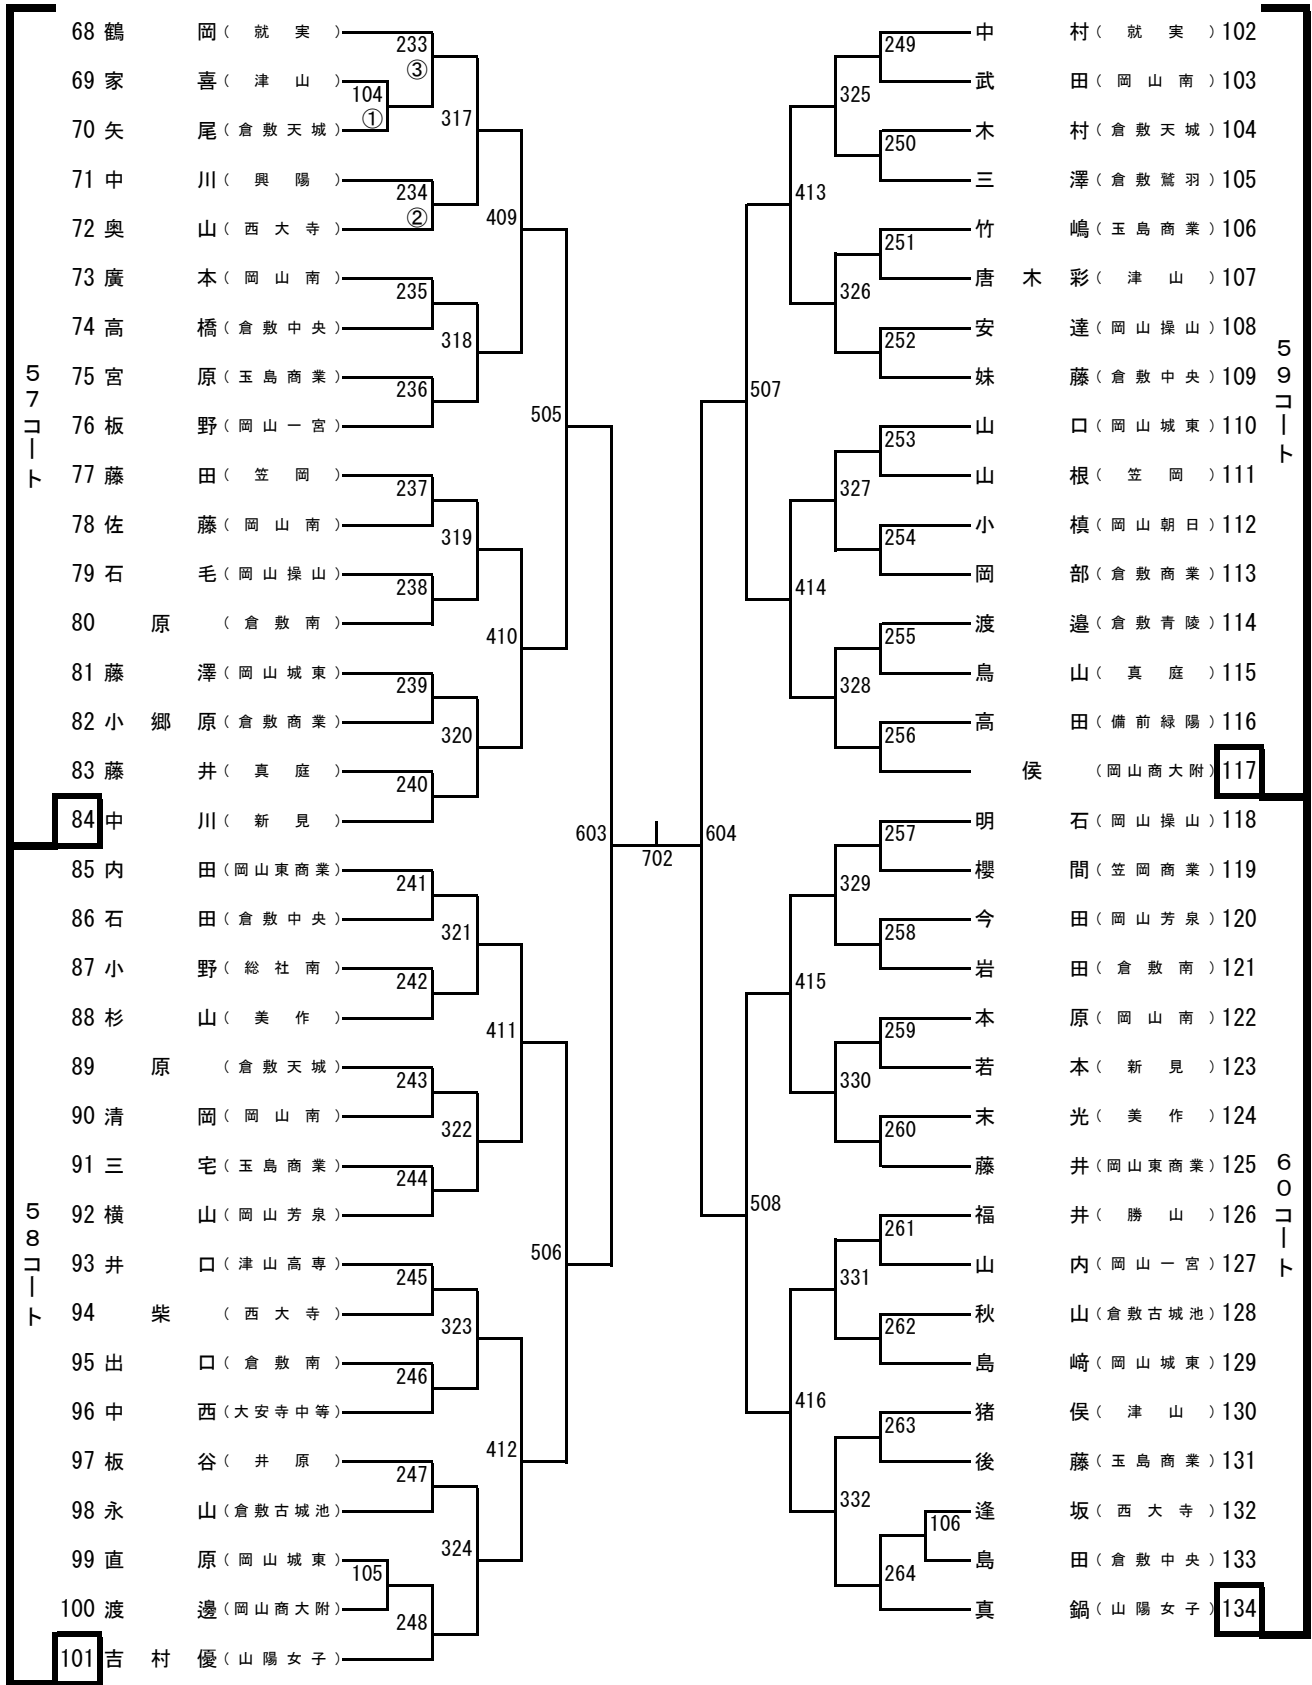 57コート
68 鶴岡 (就実)
69 家喜 (津山)
70 矢尾 (倉敷天城)
71 中川 (興陽)
72 奥山 (西大寺)
73 廣本 (岡山南)
74 高橋 (倉敷中央)
75 宮原 (玉島商業)
76 板野 (岡山一宮)
77 藤田 (笠岡)
78 佐藤 (岡山南)
79 石毛 (岡山操山)
80 原 (倉敷南)
81 藤澤 (岡山城東)
82 小郷原 (倉敷商業)
83 藤井 (真庭)
84 中川 (新見)
58コート
85 内田 (岡山東商業)
86 石田 (倉敷中央)
87 小野 (総社南)
88 杉山 (美作)
89 原 (倉敷天城)
90 清岡 (岡山南)
91 三宅 (玉島商業)
92 横山 (岡山芳泉)
93 井口 (津山高専)
94 柴 (西大寺)
95 出口 (倉敷南)
96 中西 (大安寺中等)
97 板谷 (井原)
98 永山 (倉敷古城池)
99 直原 (岡山城東)
100 渡邊 (岡山商大附)
101 吉村優 (山陽女子)
104
①
105
233
③
234
②
235
236
237
238
239
240
241
242
243
244
245
246
247
248
317
318
319
320
321
322
323
324
409
410
411
412
505
506
603
702
604
507
508
413
414
415
416
325
326
327
328
329
330
331
332
249
250
251
252
253
254
255
256
257
258
259
260
261
262
263
264
106
59コート
中村 (就実) 102
武田 (岡山南) 103
木村 (倉敷天城) 104
三澤 (倉敷鷲羽) 105
竹嶋 (玉島商業) 106
唐木彩 (津山) 107
安達 (岡山操山) 108
妹藤 (倉敷中央) 109
山口 (岡山城東) 110
山根 (笠岡) 111
小槙 (岡山朝日) 112
岡部 (倉敷商業) 113
渡邉 (倉敷青陵) 114
鳥山 (真庭) 115
高田 (備前緑陽) 116
侯 (岡山商大附) 117
60コート
明石 (岡山操山) 118
櫻間 (笠岡商業) 119
今田 (岡山芳泉) 120
岩田 (倉敷南) 121
本原 (岡山南) 122
若本 (新見) 123
末光 (美作) 124
藤井 (岡山東商業) 125
福井 (勝山) 126
山内 (岡山一宮) 127
秋山 (倉敷古城池) 128
島﨑 (岡山城東) 129
猪俣 (津山) 130
後藤 (玉島商業) 131
逢坂 (西大寺) 132
島田 (倉敷中央) 133
真鍋 (山陽女子) 134